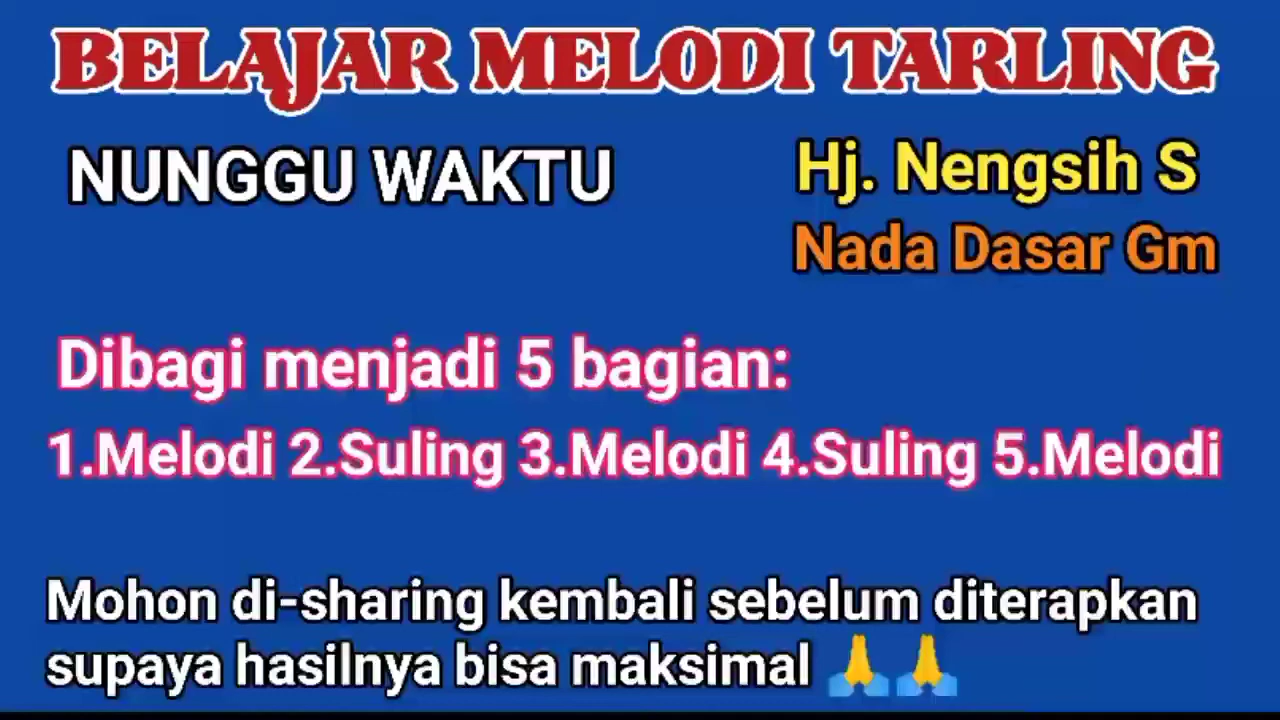 BELAJAR MELODI TARLING
NUNGGU WAKTU
Hj. Nengsih S
Nada Dasar Gm
Dibagi menjadi 5 bagian:
1.Melodi 2.Suling 3.Melodi 4.Suling 5.Melodi
Mohon di-sharing kembali sebelum diterapkan
supaya hasilnya bisa maksimal 🙏🙏